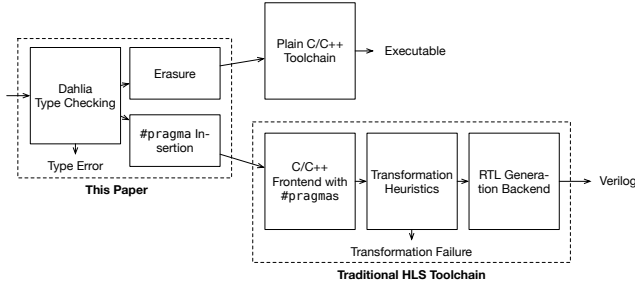 Plain C/C++
Toolchain
Executable
Dahlia
Type Checking
Erasure
#pragma In-
sertion
Type Error
This Paper
C/C++
Frontend with
#pragmas
Transformation
Heuristics
RTL Genera-
tion Backend
Verilog
Transformation Failure
Traditional HLS Toolchain